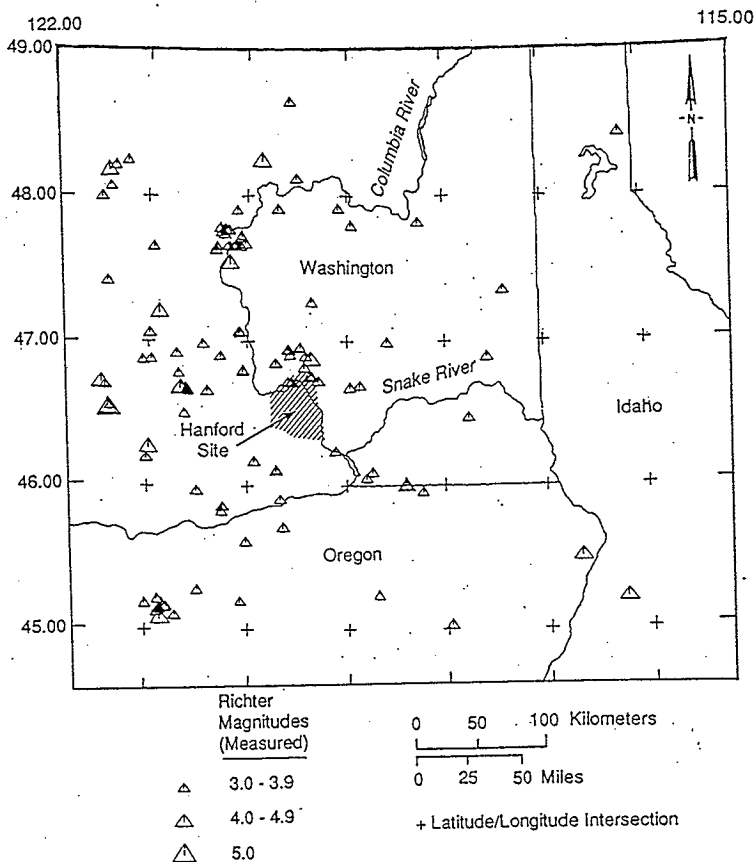 122.00
115.00
49.00
N
Columbia River
48.00
Washington
47.00
Snake River
Idaho
Hanford
Site
46.00
Oregon
45.00
Richter
Magnitudes
(Measured)
3.0 - 3.9
4.0 - 4.9
5.0
0 50 100 Kilometers
0 25 50 Miles
+ Latitude/Longitude Intersection